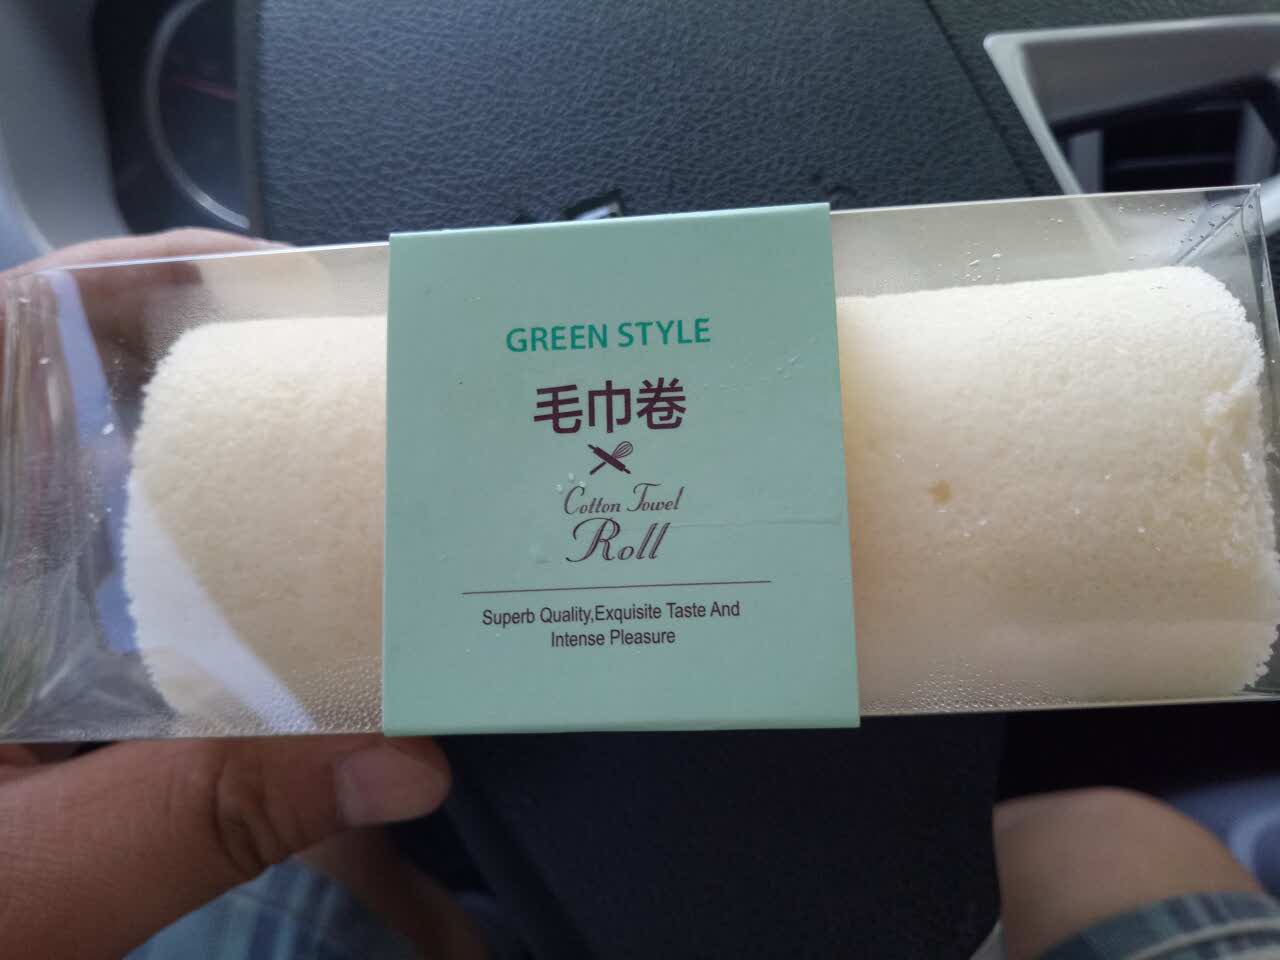 GREEN STYLE
毛巾卷
Cotton Towel
Roll
Superb Quality,Exquisite Taste And
Intense Pleasure